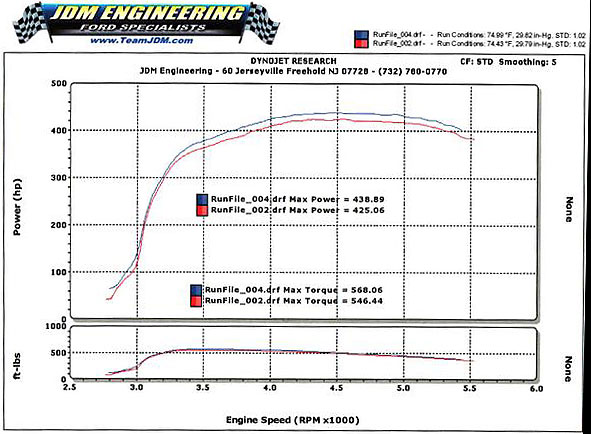 JDM ENGINEERING
FORD SPECIALISTS
www.TeamJDM.com
RunFile_004.drf - - Run Conditions: 74.99 °F, 29.82 in-Hg, STD: 1.02
RunFile_002.drf - - Run Conditions: 74.43 °F, 29.79 in-Hg, STD: 1.02
DYNOJET RESEARCH
CF: STD Smoothing: 5
JDM Engineering - 60 Jerseyville Freehold NJ 07728 - (732) 780-0770
500
400
300
200
100
0
Power (hp)
None
RunFile_004.drf Max Power = 438.89
RunFile_002.drf Max Power = 425.06
RunFile_004.drf Max Torque = 568.06
RunFile_002.drf Max Torque = 546.44
1000
500
0
ft-lbs
None
2.5 3.0 3.5 4.0 4.5 5.0 5.5 6.0
Engine Speed (RPM x1000)